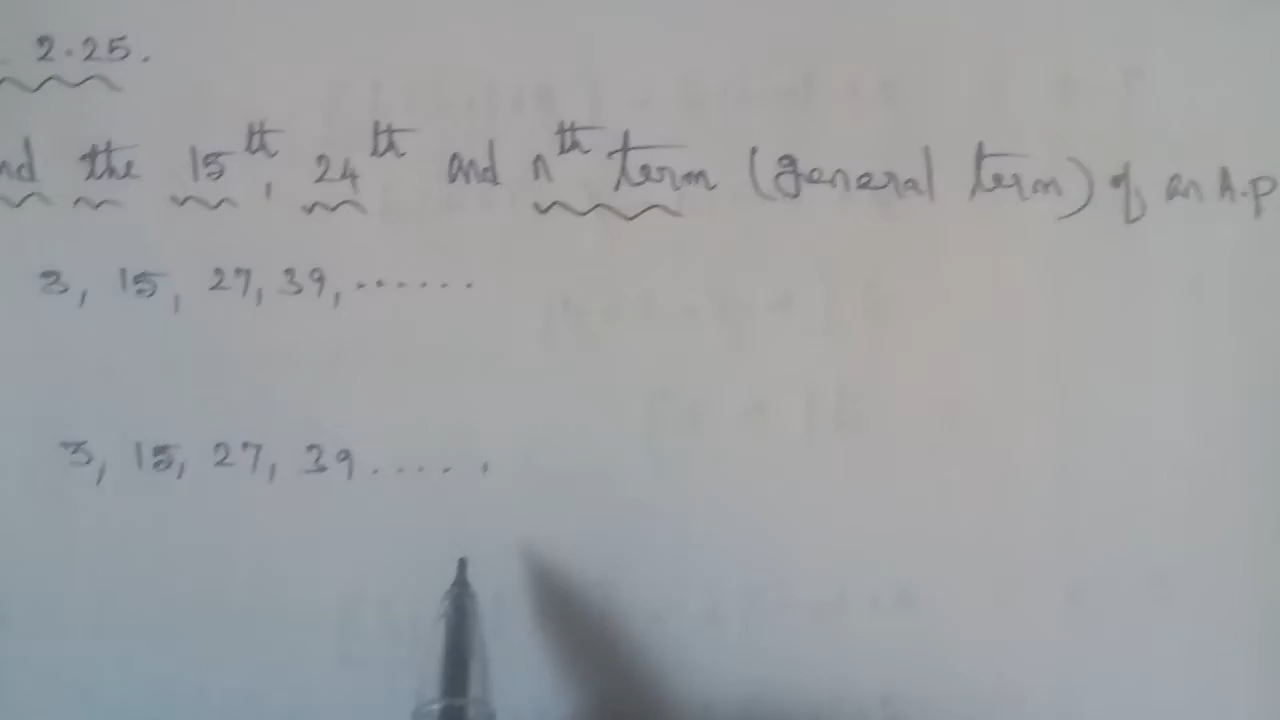 2.25.
nd the 15th, 24th and nth term (general term) of an A.P
3, 15, 27, 39, .......
3, 15, 27, 39 ......